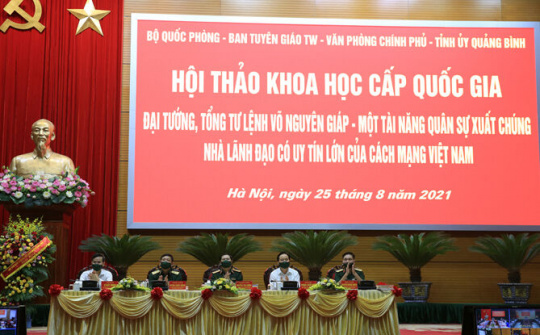 BỘ QUỐC PHÒNG - BAN TUYÊN GIÁO TW - VĂN PHÒNG CHÍNH PHỦ - TỈNH ỦY QUẢNG BÌNH
HỘI THẢO KHOA HỌC CẤP QUỐC GIA
ĐẠI TƯỚNG, TỔNG TƯ LỆNH VÕ NGUYÊN GIÁP - MỘT TÀI NĂNG QUÂN SỰ XUẤT CHÚNG
NHÀ LÃNH ĐẠO CÓ UY TÍN LỚN CỦA CÁCH MẠNG VIỆT NAM
Hà Nội, ngày 25 tháng 8 năm 2021